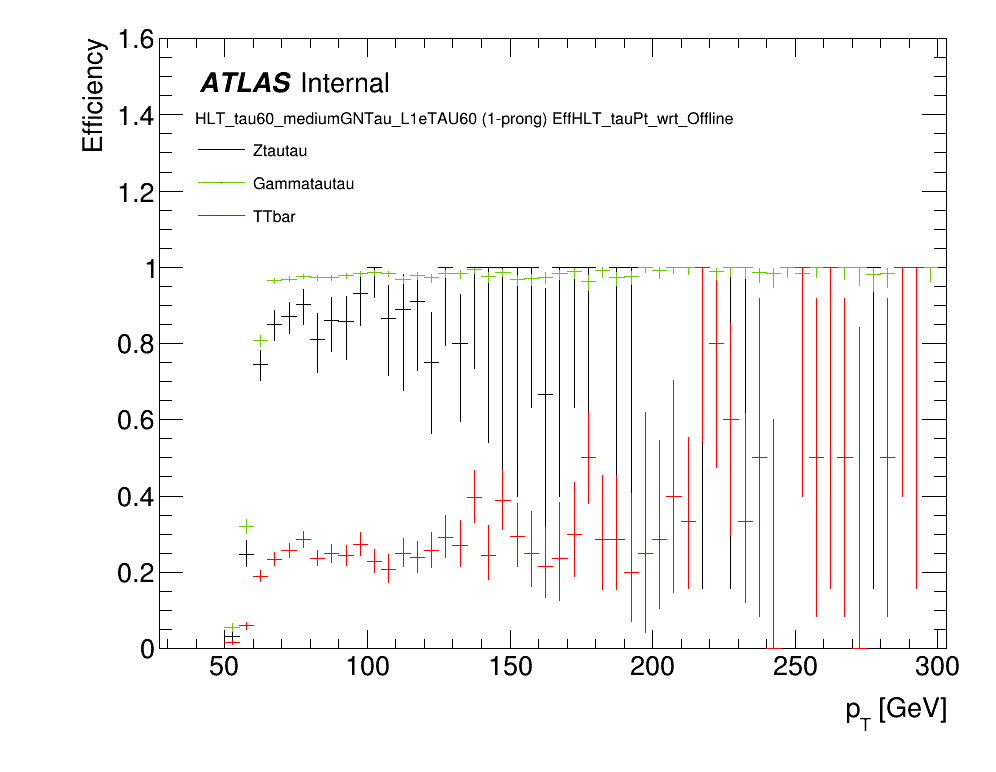 Efficiency
1.6
1.4
1.2
1
0.8
0.6
0.4
0.2
0
ATLAS Internal
HLT_tau60_mediumGNTau_L1eTAU60 (1-prong) EffHLT_tauPt_wrt_Offline
Ztautau
Gammatautau
TTbar
50 100 150 200 250 300
pT [GeV]